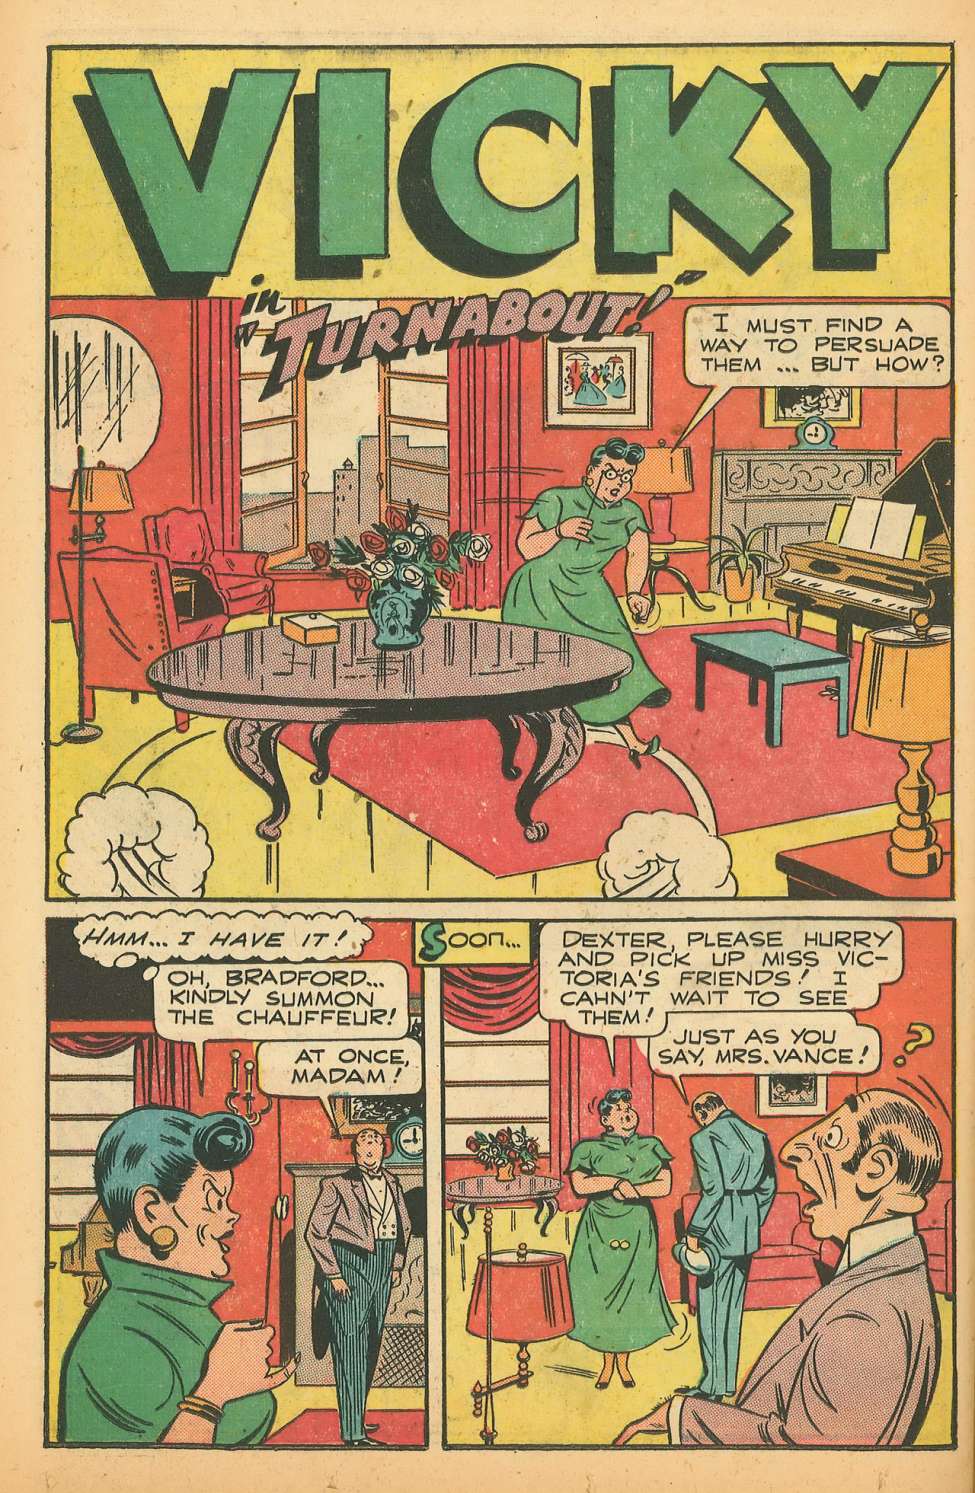 VICKY
in
"TURNABOUT!"
I MUST FIND A
WAY TO PERSUADE
THEM ... BUT HOW?
HMM... I HAVE IT!
OH, BRADFORD...
KINDLY SUMMON
THE CHAUFFEUR!
AT ONCE,
MADAM!
SOON...
DEXTER, PLEASE HURRY
AND PICK UP MISS VIC-
TORIA'S FRIENDS! I
CAHN'T WAIT TO SEE
THEM!
JUST AS YOU
SAY, MRS. VANCE!
?